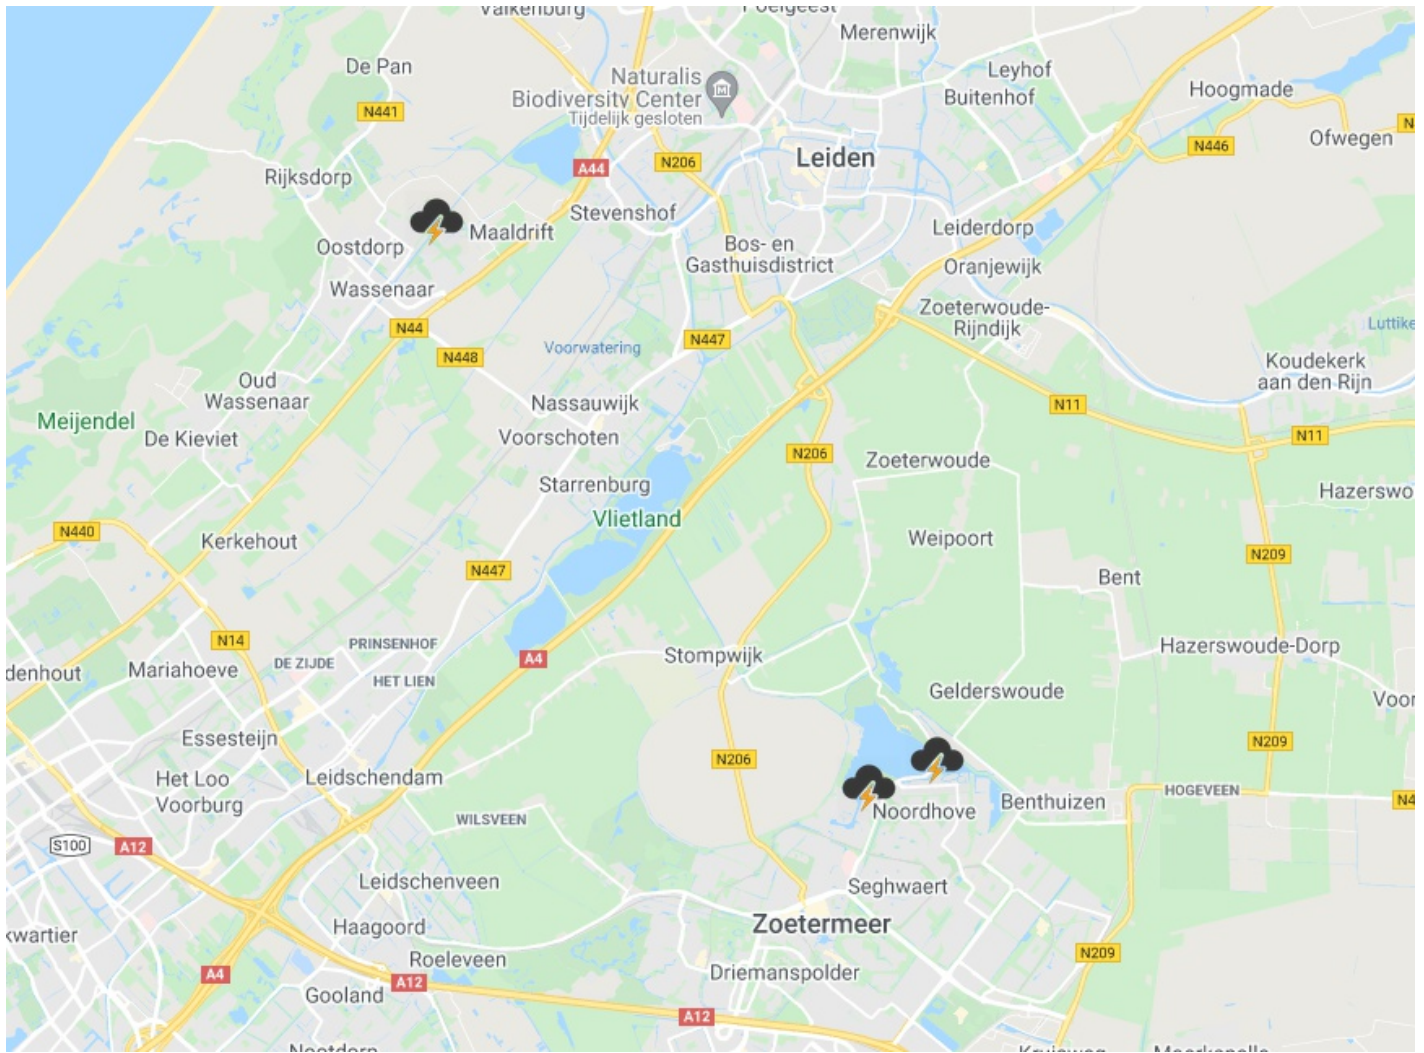 Valkenburg
Poelgeest
Merenwijk
De Pan
Naturalis
Biodiversity Center
Tijdelijk gesloten
Leyhof
Buitenhof
Hoogmade
N441
Ofwegen
A44
N206
Leiden
N446
Rijksdorp
Stevenshof
Maaldrift
Oostdorp
Bos- en
Gasthuisdistrict
Leiderdorp
Oranjewijk
Wassenaar
Zoeterwoude-
Rijndijk
N44
N448
Voorwatering
N447
Koudekerk
aan den Rijn
Oud
Wassenaar
Nassauwijk
N11
Meijendel
De Kieviet
Voorschoten
N11
N206
Zoeterwoude
Starrenburg
Vlietland
N440
Kerkehout
Weipoort
N209
N447
Bent
N14
PRINSENHOF
Mariahoeve
DE ZIJDE
HET LIEN
A4
Stompwijk
Hazerswoude-Dorp
Gelderswoude
Essesteijn
N206
N209
Het Loo
Voorburg
Leidschendam
Noordhove
Benthuizen
HOGEVEEN
WILSVEEN
S100
A12
Leidschenveen
Seghwaert
Haagoord
Zoetermeer
Roeleveen
N209
A4
A12
Driemanspolder
Gooland
A12